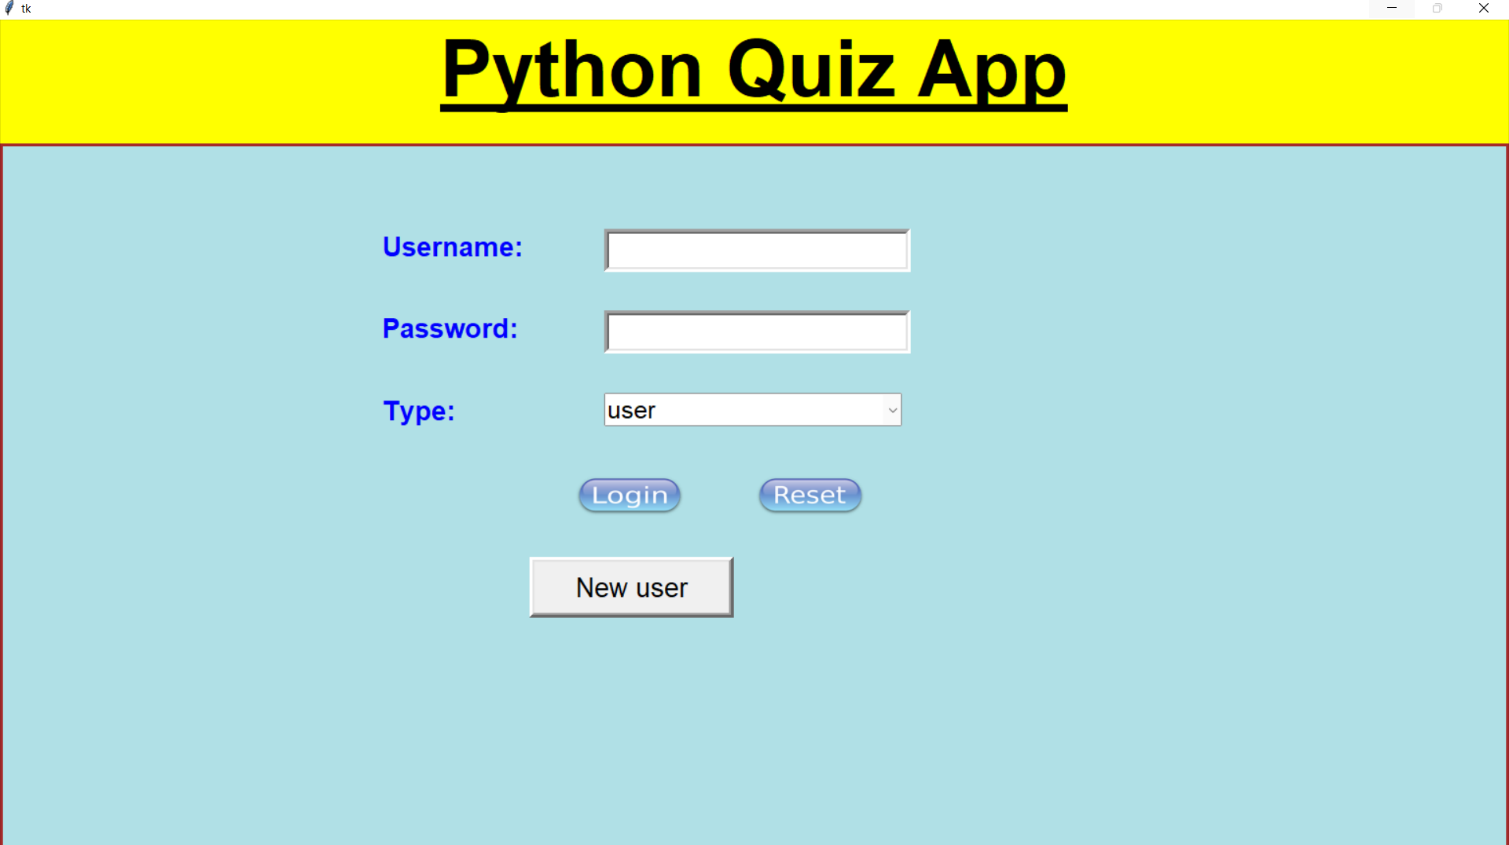 tk
Python Quiz App
Username:
Password:
Type:
user
Login
Reset
New user